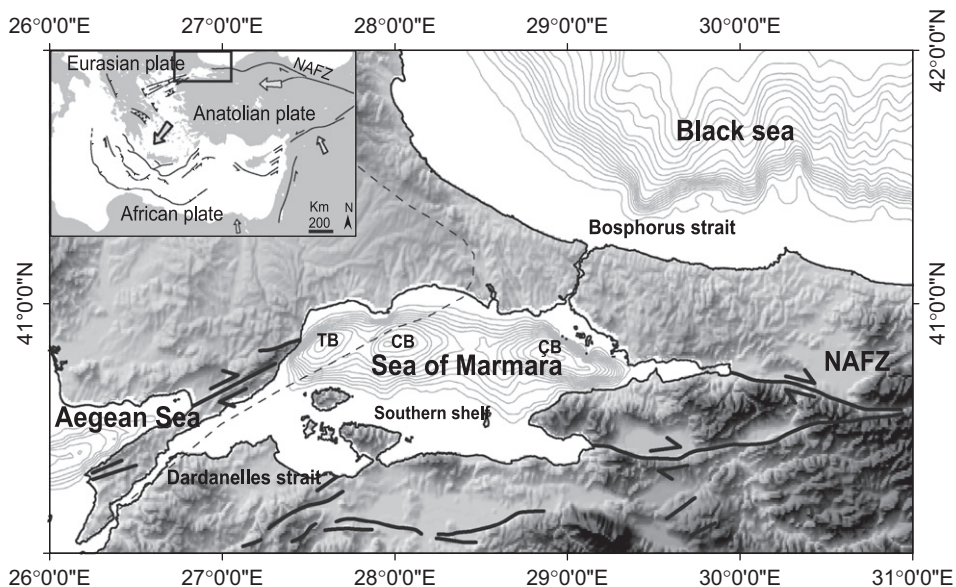 26°0'0"E 27°0'0"E 28°0'0"E 29°0'0"E 30°0'0"E
42°0'0"N
Eurasian plate
NAFZ
Anatolian plate
African plate
Km
200
N
Black sea
Bosphorus strait
41°0'0"N
41°0'0"N
TB
CB
ÇB
Sea of Marmara
NAFZ
Aegean Sea
Southern shelf
Dardanelles strait
26°0'0"E 27°0'0"E 28°0'0"E 29°0'0"E 30°0'0"E 31°0'0"E